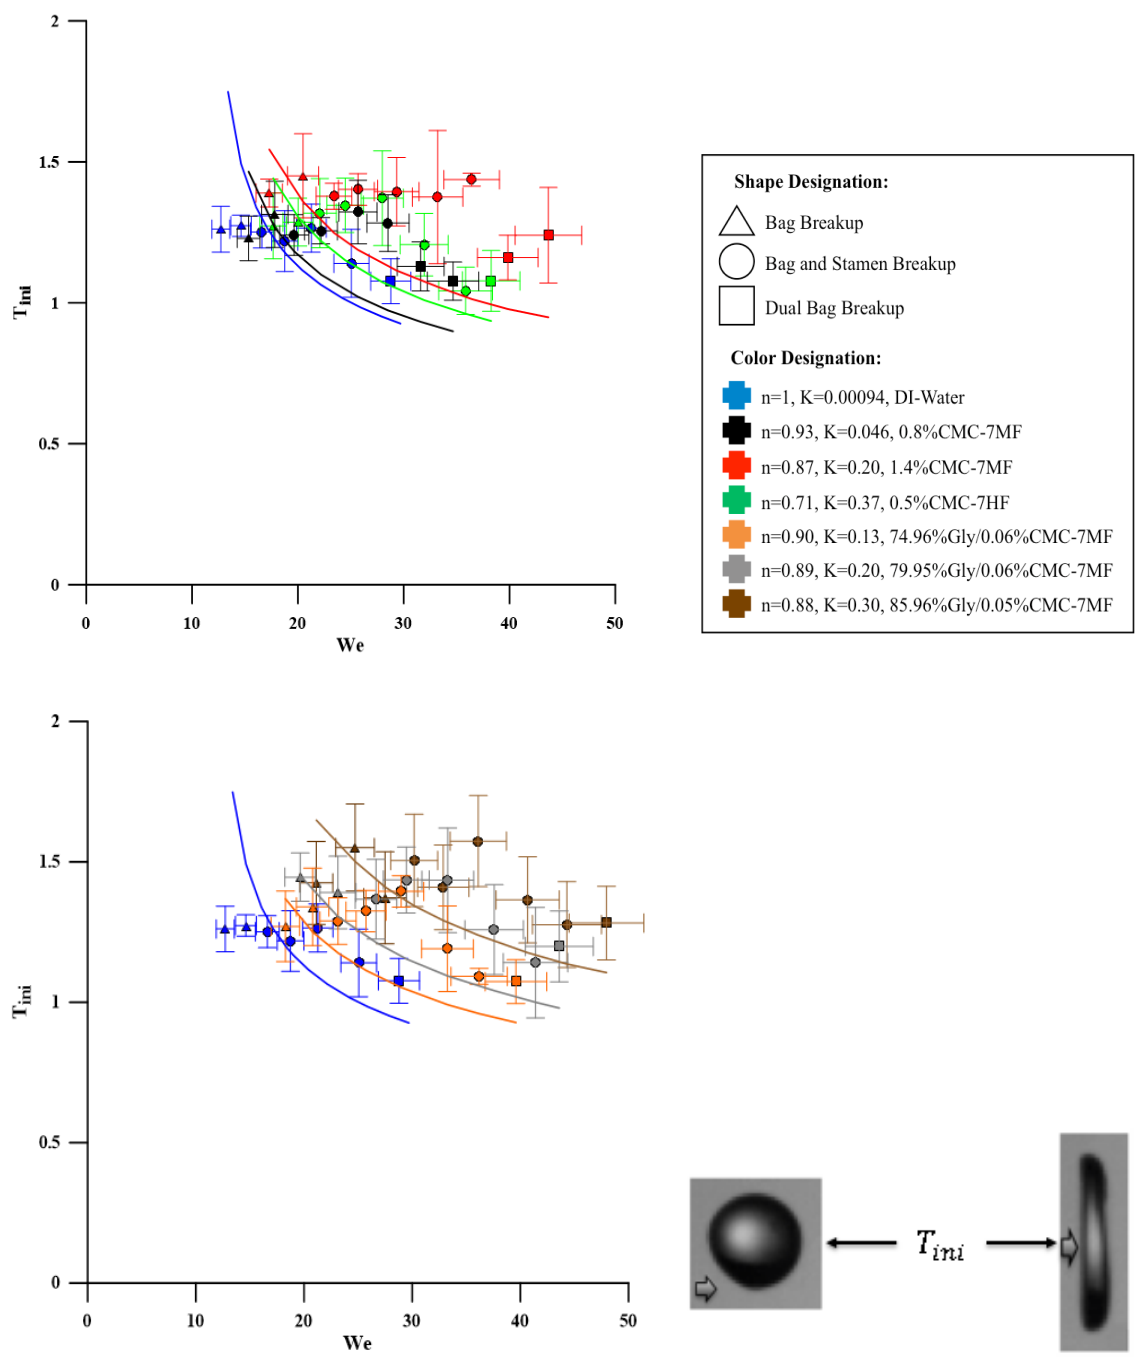 2
1.5
1
0.5
0
Tini
0 10 20 30 40 50
We
Shape Designation:
Bag Breakup
Bag and Stamen Breakup
Dual Bag Breakup
Color Designation:
n=1, K=0.00094, DI-Water
n=0.93, K=0.046, 0.8%CMC-7MF
n=0.87, K=0.20, 1.4%CMC-7MF
n=0.71, K=0.37, 0.5%CMC-7HF
n=0.90, K=0.13, 74.96%Gly/0.06%CMC-7MF
n=0.89, K=0.20, 79.95%Gly/0.06%CMC-7MF
n=0.88, K=0.30, 85.96%Gly/0.05%CMC-7MF
2
1.5
1
0.5
0
Tini
0 10 20 30 40 50
We
Tini